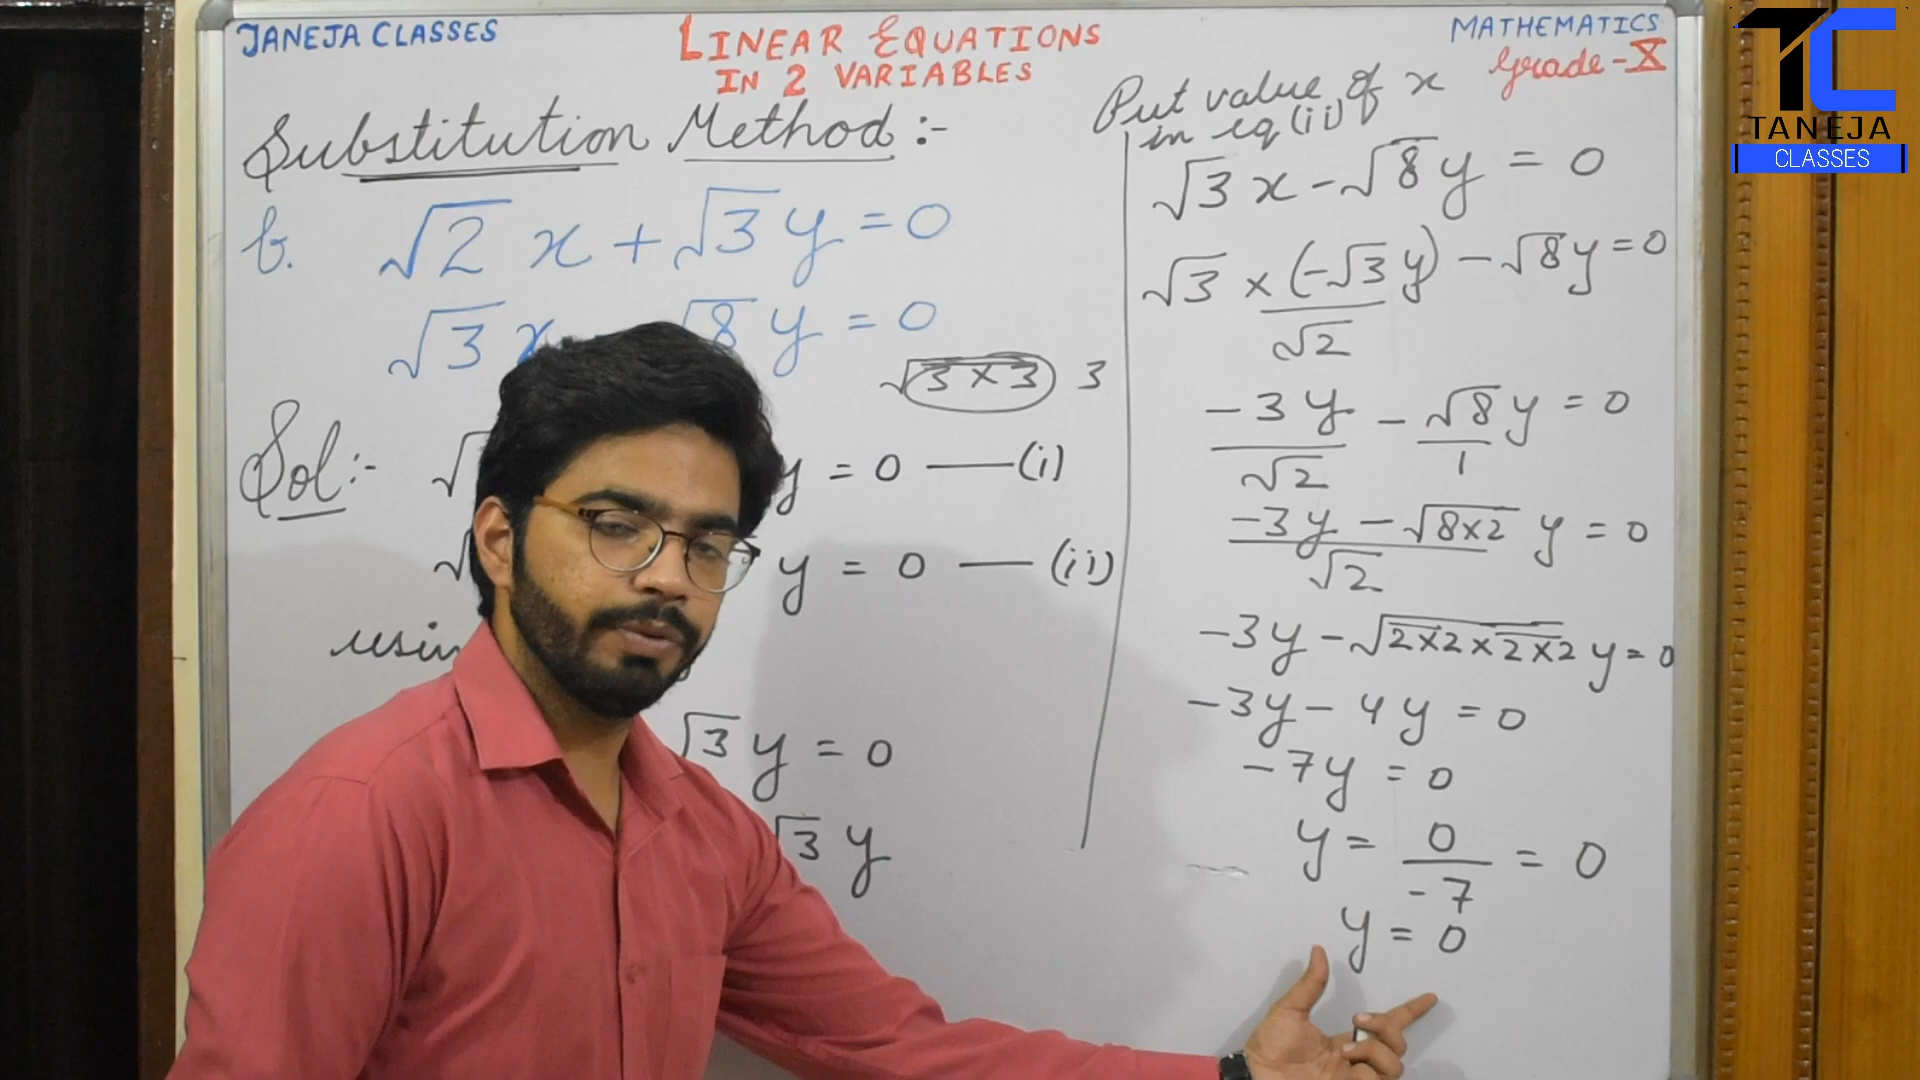 JANEJA CLASSES
LINEAR EQUATIONS
IN 2 VARIABLES
MATHEMATICS
Grade-X
TC
TANEJA
CLASSES
Substitution Method :-
b. √2 x + √3 y = 0
√3 x √8 y = 0
√3×3 3
Sol:- √ y = 0 —(i)
√ y = 0 —(ii)
usin
√3 y = 0
√3 y
Put value of x
in eq (ii)
√3 x - √8 y = 0
√3 × (-√3 y) - √8 y = 0
√2
-3y - √8 y = 0
√2 1
-3y - √8×2 y = 0
√2
-3y - √2×2×2×2 y = 0
-3y - 4y = 0
-7y = 0
y = 0 = 0
-7
y = 0